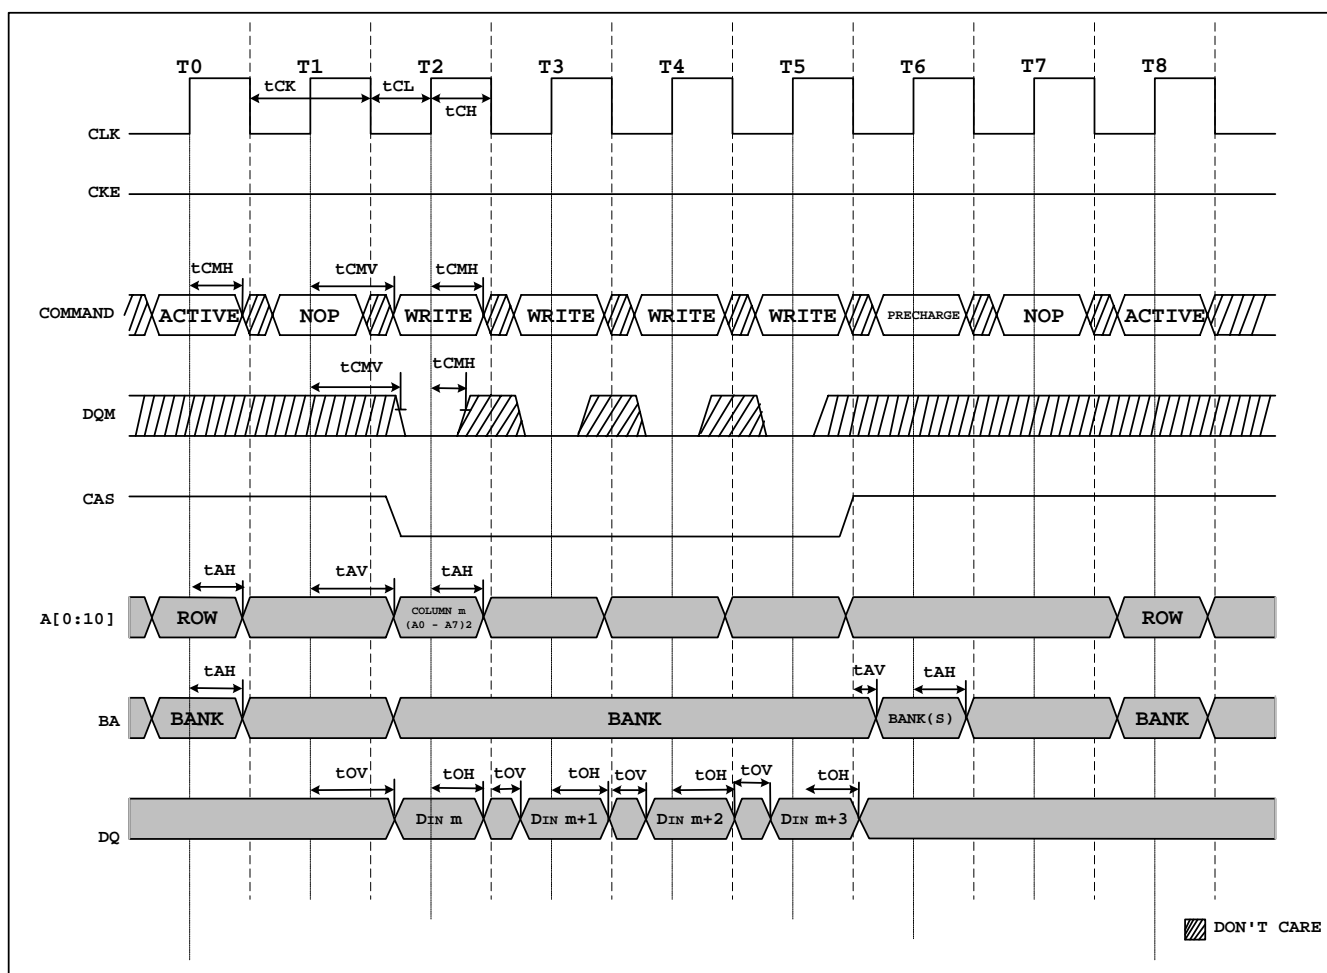 T0 T1 T2 T3 T4 T5 T6 T7 T8
tCK tCL
tCH
CLK
CKE
tCMH tCMV tCMH
COMMAND ACTIVE NOP WRITE WRITE WRITE WRITE PRECHARGE NOP ACTIVE
tCMV tCMH
DQM
CAS
tAH tAV tAH
A[0:10] ROW COLUMN m ROW
(A0 - A7)2
tAH tAV tAH
BA BANK BANK BANK(S) BANK
tOV tOH tOV tOH tOV tOH tOV tOH
DQ DIN m DIN m+1 DIN m+2 DIN m+3
DON'T CARE